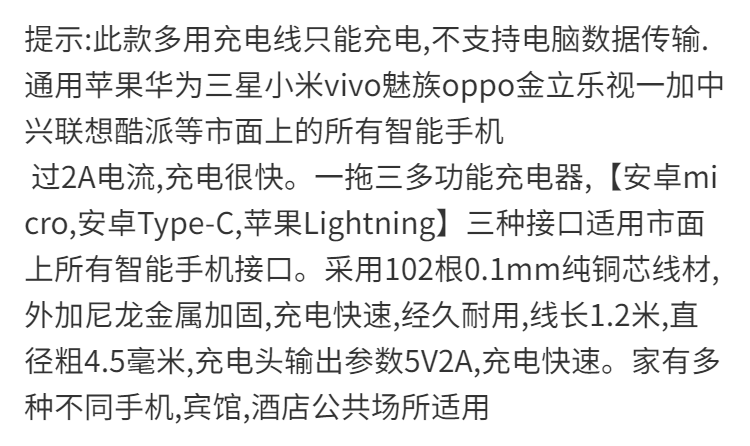 提示:此款多用充电线只能充电,不支持电脑数据传输.
通用苹果华为三星小米vivo魅族oppo金立乐视一加中
兴联想酷派等市面上的所有智能手机
过2A电流,充电很快。一拖三多功能充电器,【安卓mi
cro,安卓Type-C,苹果Lightning】三种接口适用市面
上所有智能手机接口。采用102根0.1mm纯铜芯线材,
外加尼龙金属加固,充电快速,经久耐用,线长1.2米,直
径粗4.5毫米,充电头输出参数5V2A,充电快速。家有多
种不同手机,宾馆,酒店公共场所适用